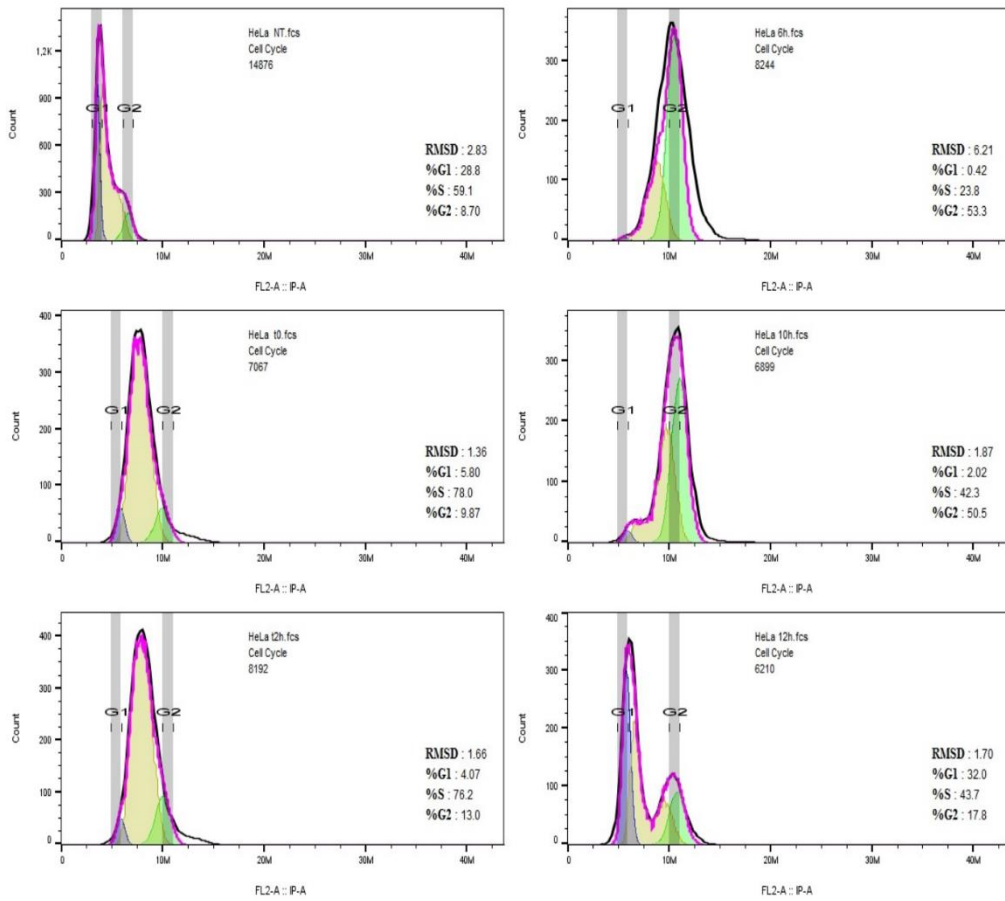 HeLa NT.fcs
Cell Cycle
14876
1,2K
900
600
300
0
Count
G1 G2
RMSD : 2.83
%G1 : 28.8
%S : 59.1
%G2 : 8.70
0 10M 20M 30M 40M
FL2-A :: IP-A
HeLa 6h.fcs
Cell Cycle
8244
300
200
100
0
Count
G1 G2
RMSD : 6.21
%G1 : 0.42
%S : 23.8
%G2 : 53.3
0 10M 20M 30M 40M
FL2-A :: IP-A
HeLa t0.fcs
Cell Cycle
7067
400
300
200
100
0
Count
G1 G2
RMSD : 1.36
%G1 : 5.80
%S : 78.0
%G2 : 9.87
0 10M 20M 30M 40M
FL2-A :: IP-A
HeLa 10h.fcs
Cell Cycle
6899
300
200
100
0
Count
G1 G2
RMSD : 1.87
%G1 : 2.02
%S : 42.3
%G2 : 50.5
0 10M 20M 30M 40M
FL2-A :: IP-A
HeLa t2h.fcs
Cell Cycle
8192
400
300
200
100
0
Count
G1 G2
RMSD : 1.66
%G1 : 4.07
%S : 76.2
%G2 : 13.0
0 10M 20M 30M 40M
FL2-A :: IP-A
HeLa 12h.fcs
Cell Cycle
6210
400
300
200
100
0
Count
G1 G2
RMSD : 1.70
%G1 : 32.0
%S : 43.7
%G2 : 17.8
0 10M 20M 30M 40M
FL2-A :: IP-A